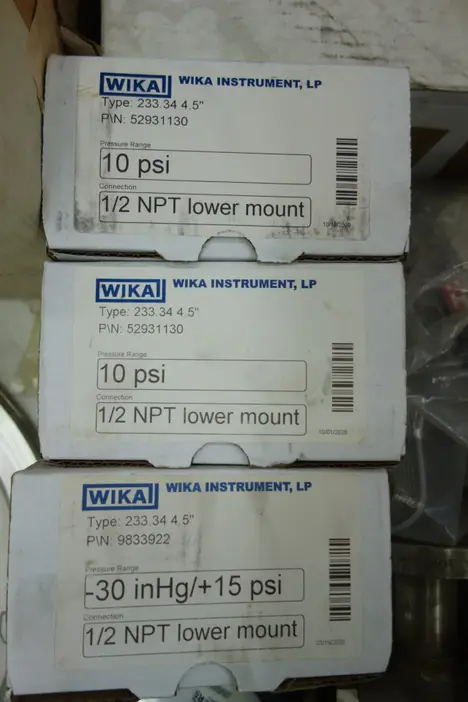 WIKA WIKA INSTRUMENT, LP
Type: 233.34 4.5"
P\N: 52931130
Pressure Range
10 psi
Connection
1/2 NPT lower mount
WIKA WIKA INSTRUMENT, LP
Type: 233.34 4.5"
P\N: 52931130
Pressure Range
10 psi
Connection
1/2 NPT lower mount
WIKA WIKA INSTRUMENT, LP
Type: 233.34 4.5"
P\N: 9833922
Pressure Range
-30 inHg/+15 psi
Connection
1/2 NPT lower mount